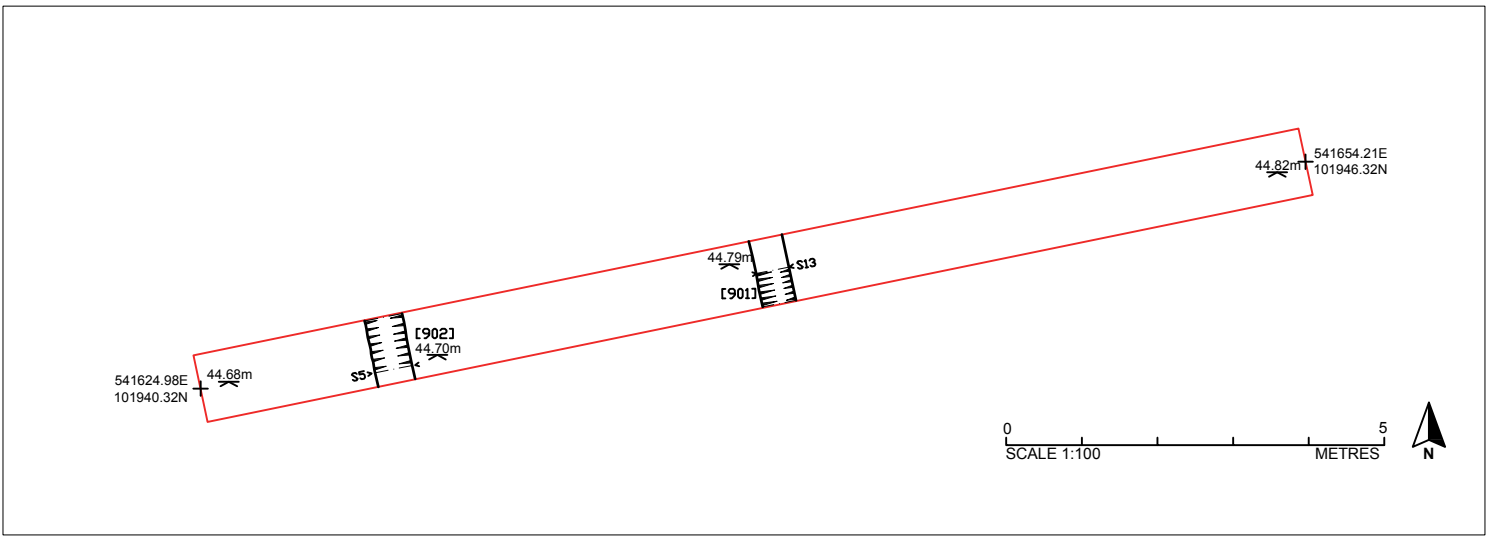 541654.21E
44.82m
101946.32N
44.79m
S13
[901]
[902]
44.70m
S5
44.68m
541624.98E
101940.32N
0
5
SCALE 1:100
METRES
N